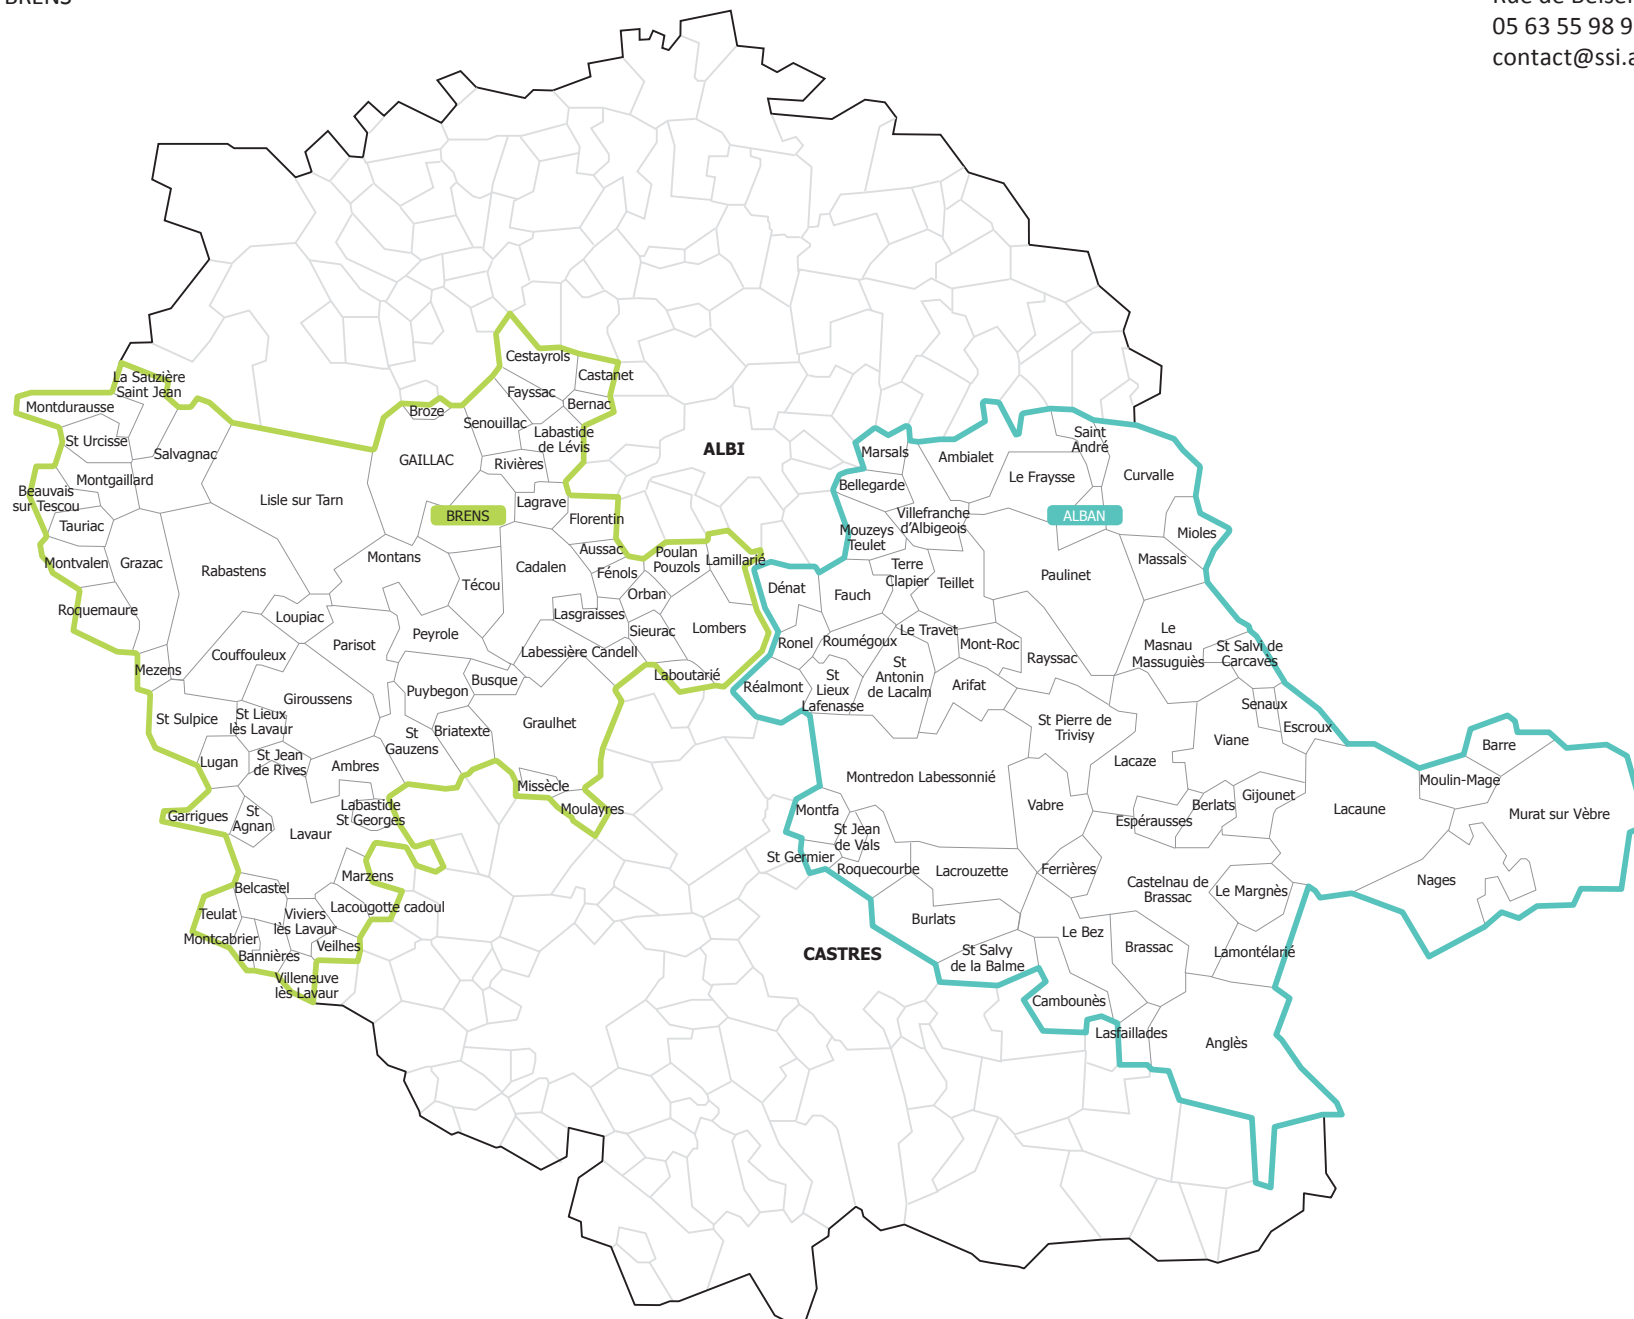 BRENS
Rue de Belser
05 63 55 98 9
contact@ssi.a
Cestayrols
La Sauzière
Saint Jean
Castanet
Fayssac
Montdurausse
Bernac
Broze
Senouillac
Labastide
de Lévis
St Urcisse
Salvagnac
GAILLAC
Rivières
Montgaillard
Beauvais
sur Tescou
Lisle sur Tarn
Lagrave
Tauriac
BRENS
Florentin
Aussac
Poulan
Pouzols
Lamillarié
Montvalen
Grazac
Rabastens
Montans
Cadalen
Fénols
Técou
Orban
Roquemaure
Loupiac
Lasgraisses
Peyrole
Sieurac
Lombers
Parisot
Couffouleux
Labessière Candell
Mezens
Laboutarié
Busque
Puybegon
Giroussens
St Sulpice
St Lieux
lès Lavaur
Graulhet
Briatexte
St
Gauzens
Lugan
St Jean
de Rives
Ambres
Missècle
Labastide
St Georges
Moulayres
Garrigues
St
Agnan
Lavaur
Marzens
Belcastel
Lacougotte cadoul
Teulat
Viviers
lès Lavaur
Montcabrier
Veilhes
Bannières
Villeneuve
lès Lavaur
ALBI
CASTRES
Saint
André
Marsals
Ambialet
Le Fraysse
Curvalle
Bellegarde
Villefranche
d'Albigeois
ALBAN
Mouzeys
Teulet
Mioles
Massals
Terre
Clapier
Teillet
Paulinet
Dénat
Fauch
Le Travet
Le
Masnau
Massuguiès
Ronel
Roumégoux
Mont-Roc
St Salvi de
Carcavès
Rayssac
St
Antonin
de Lacalm
St
Lieux
Lafenasse
Réalmont
Arifat
Senaux
St Pierre de
Trivisy
Escroux
Viane
Barre
Lacaze
Montredon Labessonnié
Moulin-Mage
Gijounet
Berlats
Vabre
Lacaune
Montfa
Murat sur Vèbre
Espérausses
St Jean
de Vals
St Germier
Roquecourbe
Lacrouzette
Ferrières
Nages
Castelnau de
Brassac
Le Margnès
Burlats
Le Bez
Brassac
Lamontélarié
St Salvy
de la Balme
Cambounès
Lasfaillades
Anglès